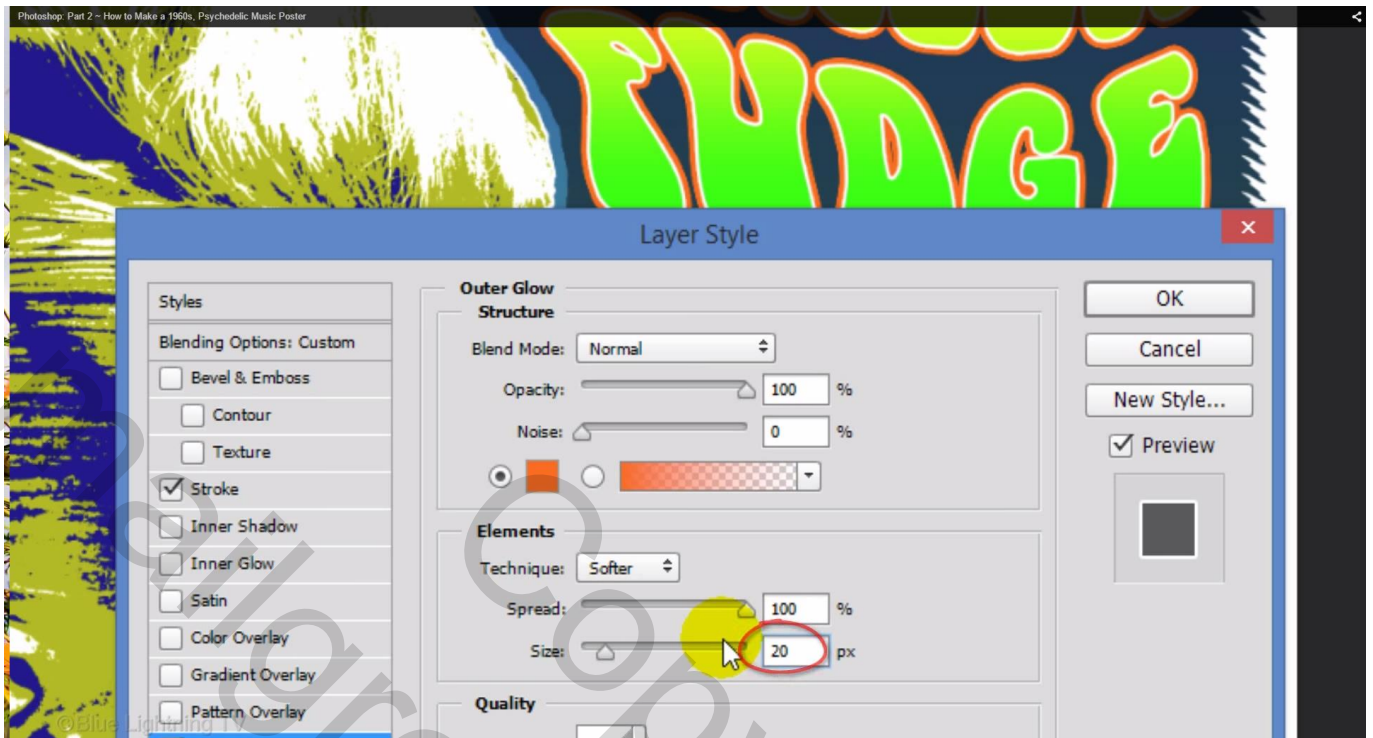 Photoshop: Part 2 ~ How to Make a 1960s, Psychedelic Music Poster
FUDGE
Layer Style
Styles
Blending Options: Custom
Bevel & Emboss
Contour
Texture
Stroke
Inner Shadow
Inner Glow
Satin
Color Overlay
Gradient Overlay
Pattern Overlay
Outer Glow
Structure
Blend Mode: Normal
Opacity: 100 %
Noise: 0 %
Elements
Technique: Softer
Spread: 100 %
Size: 20 px
Quality
OK
Cancel
New Style...
Preview
©Blue Lightning TV